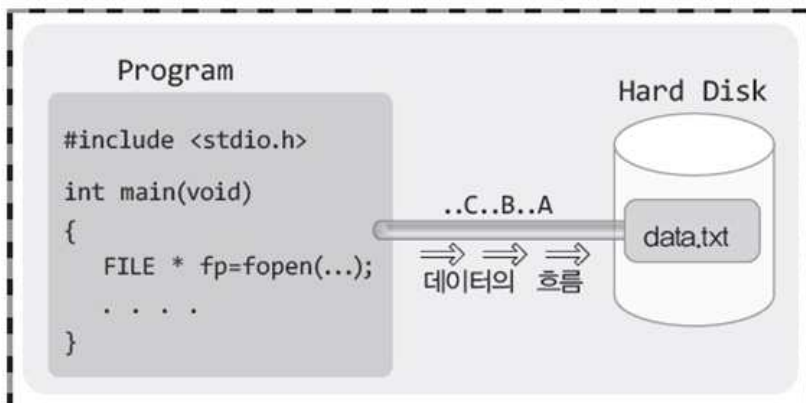 Program
#include <stdio.h>
int main(void)
{
FILE * fp=fopen(...);
. . . .
}
..C..B..A
데이터의 흐름
Hard Disk
data.txt